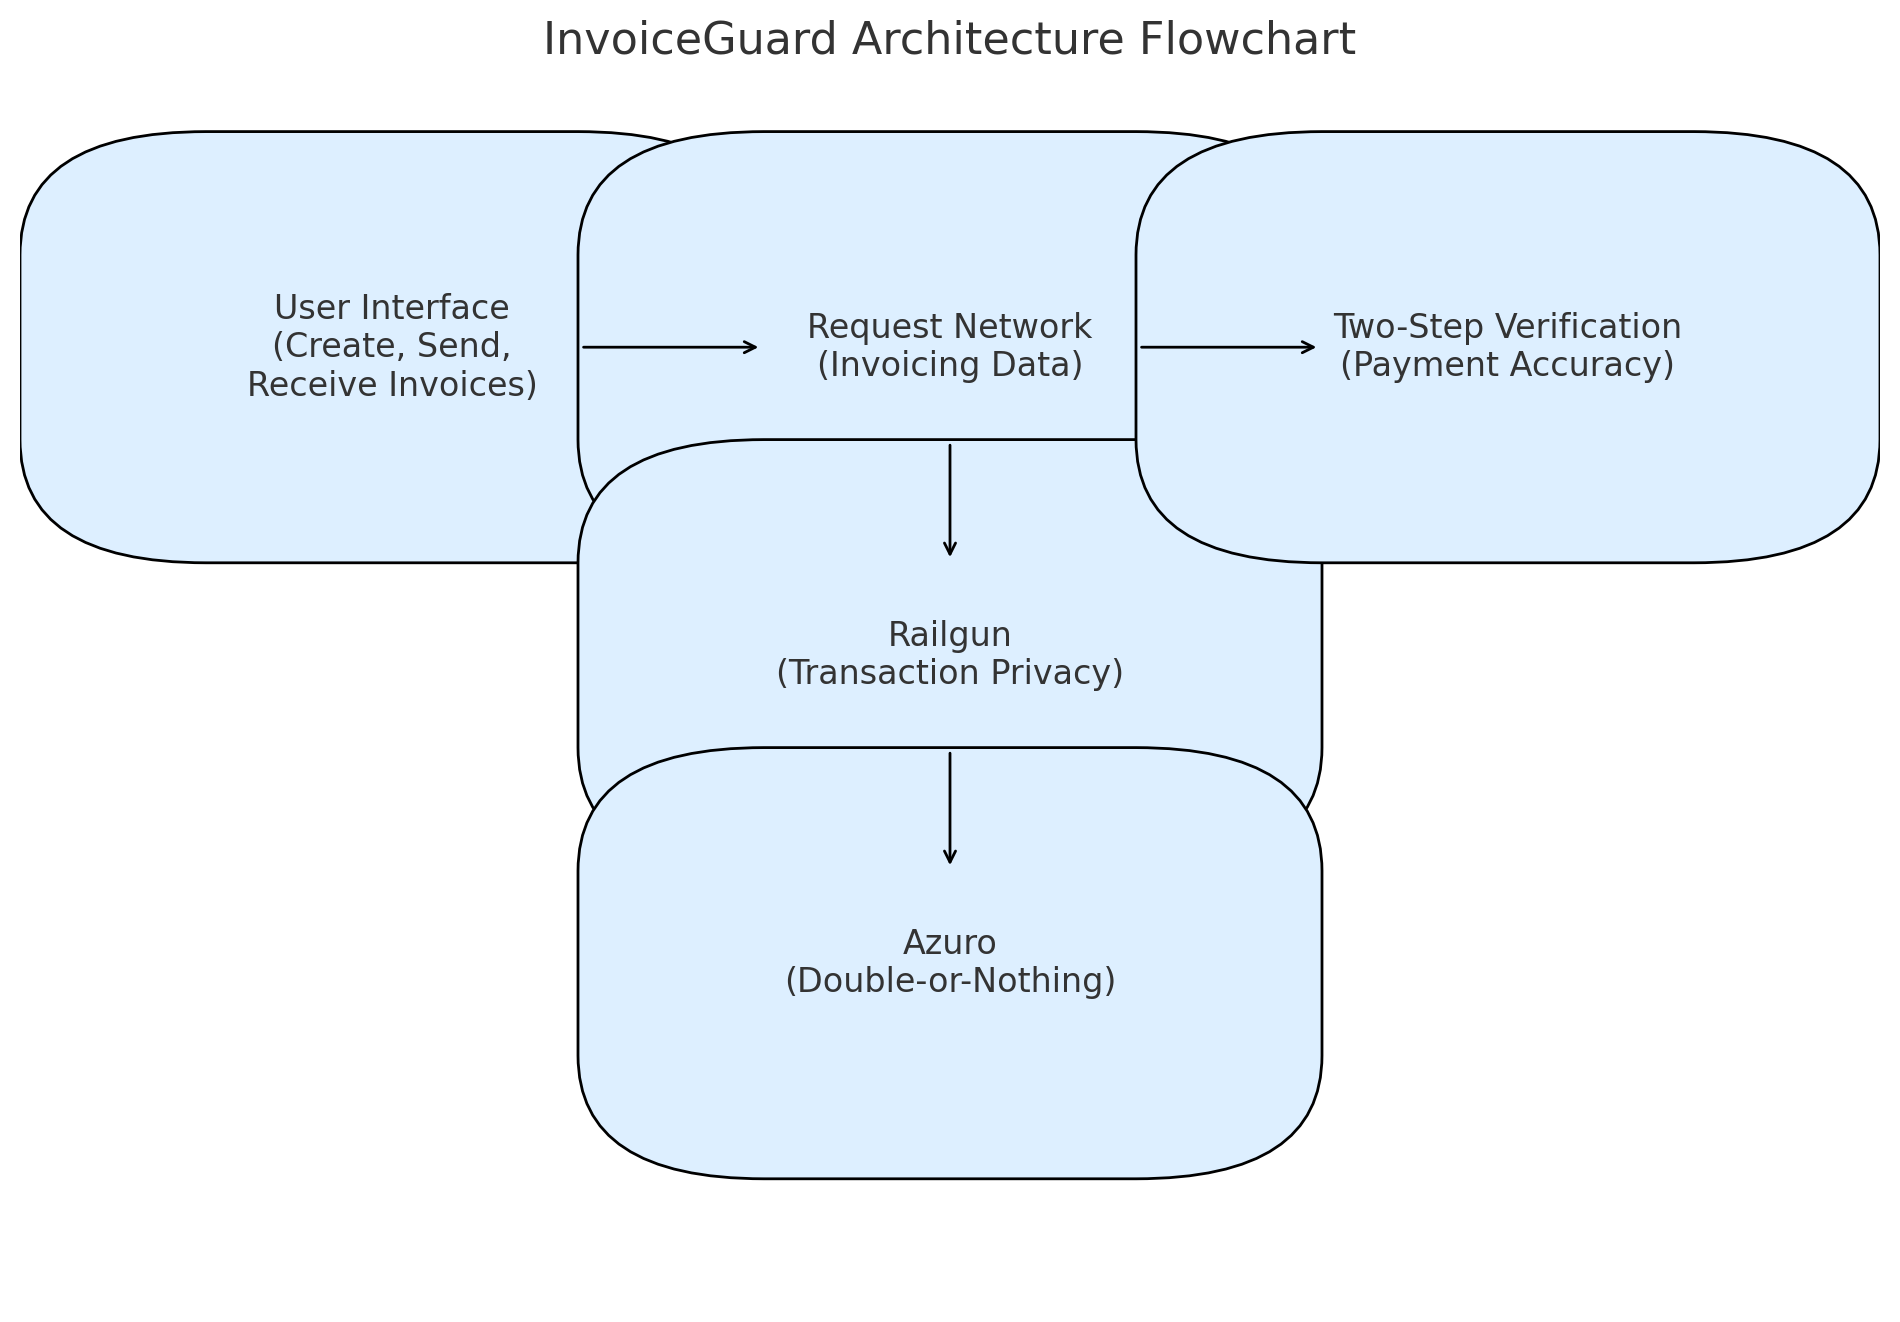 InvoiceGuard Architecture Flowchart
User Interface
(Create, Send,
Receive Invoices)
Request Network
(Invoicing Data)
Two-Step Verification
(Payment Accuracy)
Railgun
(Transaction Privacy)
Azuro
(Double-or-Nothing)